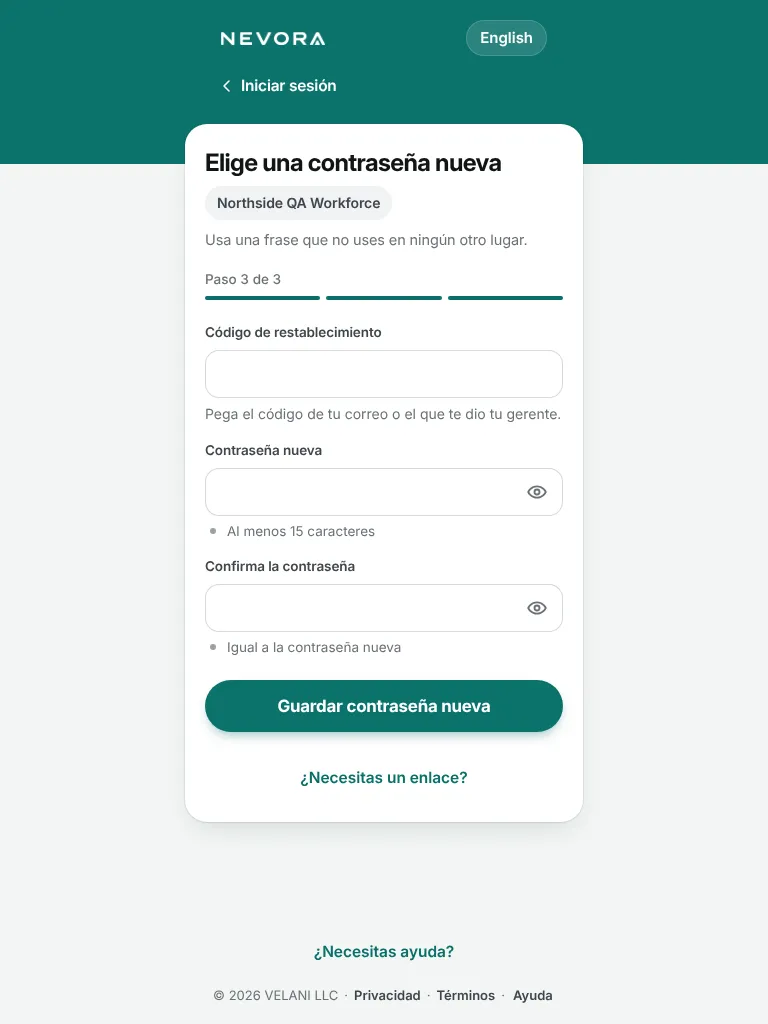 NEVORA
English
Iniciar sesión
Elige una contraseña nueva
Northside QA Workforce
Usa una frase que no uses en ningún otro lugar.
Paso 3 de 3
Código de restablecimiento
Pega el código de tu correo o el que te dio tu gerente.
Contraseña nueva
Al menos 15 caracteres
Confirma la contraseña
Igual a la contraseña nueva
Guardar contraseña nueva
¿Necesitas un enlace?
¿Necesitas ayuda?
© 2026 VELANI LLC · Privacidad · Términos · Ayuda